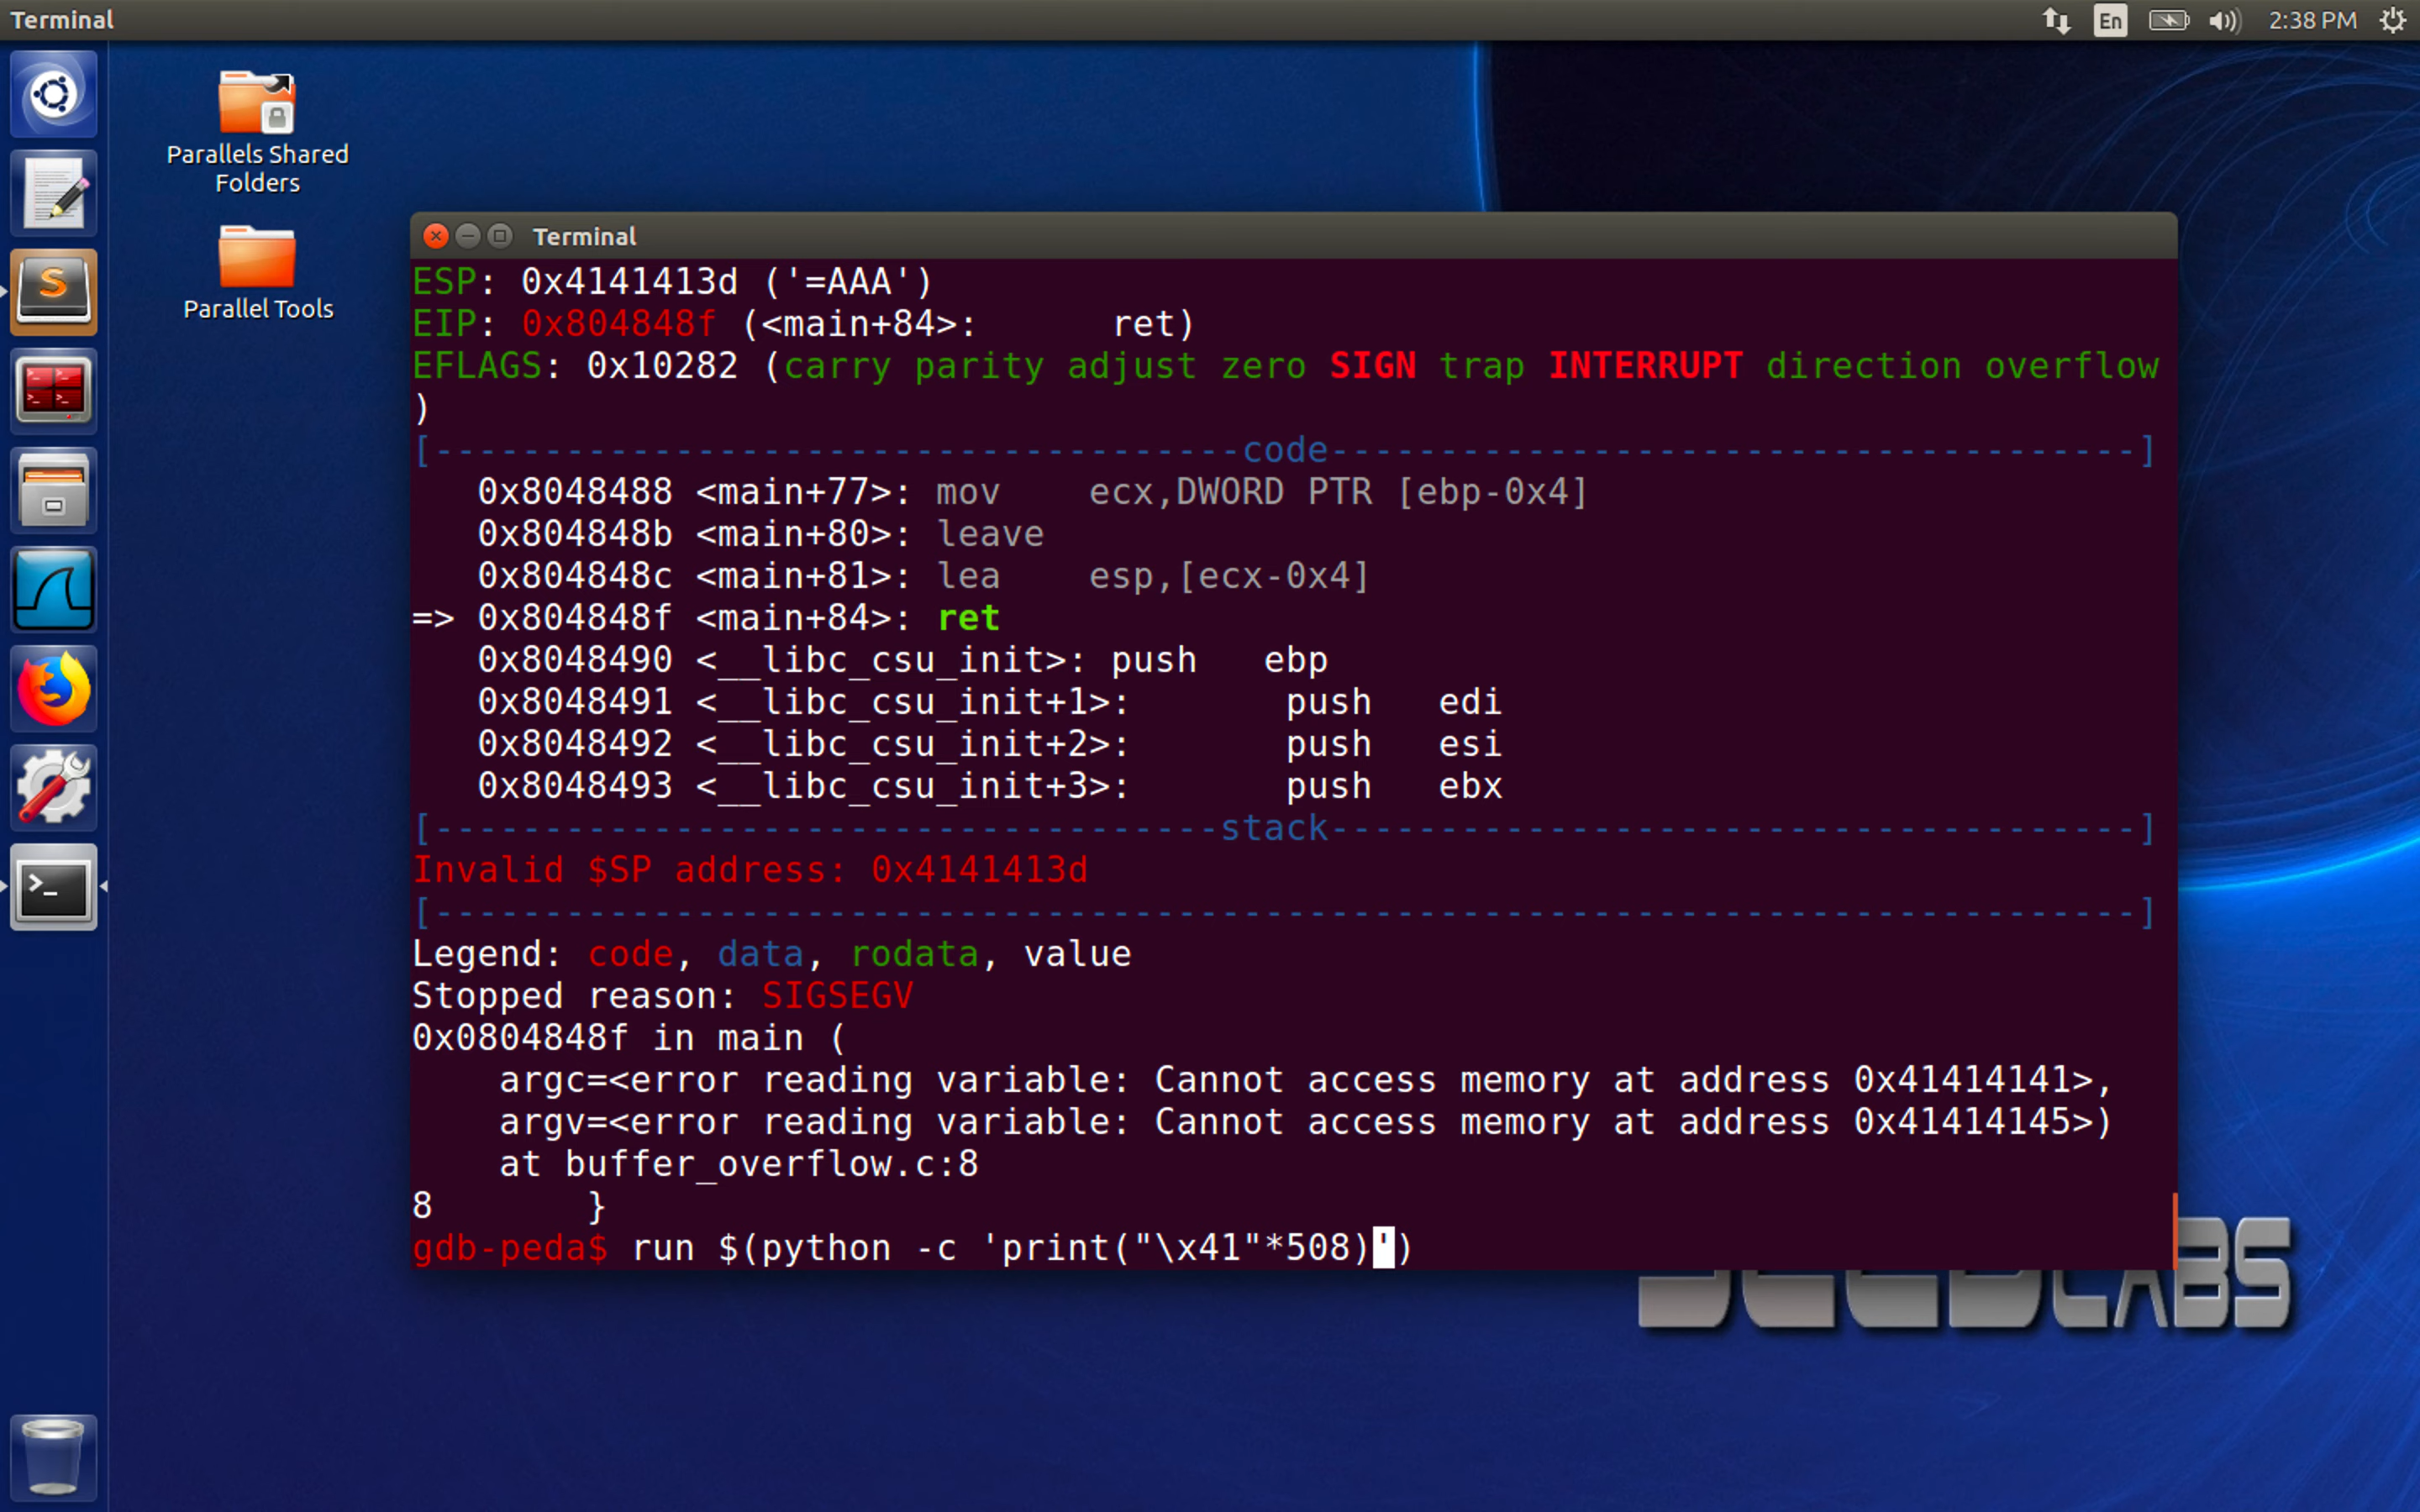 Terminal
En
2:38 PM
Parallels Shared
Folders
Parallel Tools
Terminal
ESP: 0x4141413d ('=AAA')
EIP: 0x804848f (<main+84>:      ret)
EFLAGS: 0x10282 (carry parity adjust zero SIGN trap INTERRUPT direction overflow
)
[-------------------------------------code-------------------------------------]
   0x8048488 <main+77>: mov    ecx,DWORD PTR [ebp-0x4]
   0x804848b <main+80>: leave
   0x804848c <main+81>: lea    esp,[ecx-0x4]
=> 0x804848f <main+84>: ret
   0x8048490 <__libc_csu_init>: push   ebp
   0x8048491 <__libc_csu_init+1>:       push   edi
   0x8048492 <__libc_csu_init+2>:       push   esi
   0x8048493 <__libc_csu_init+3>:       push   ebx
[------------------------------------stack-------------------------------------]
Invalid $SP address: 0x4141413d
[------------------------------------------------------------------------------]
Legend: code, data, rodata, value
Stopped reason: SIGSEGV
0x0804848f in main (
    argc=<error reading variable: Cannot access memory at address 0x41414141>,
    argv=<error reading variable: Cannot access memory at address 0x41414145>)
    at buffer_overflow.c:8
8       }
gdb-peda$ run $(python -c 'print("\x41"*508)')
SEEDLABS